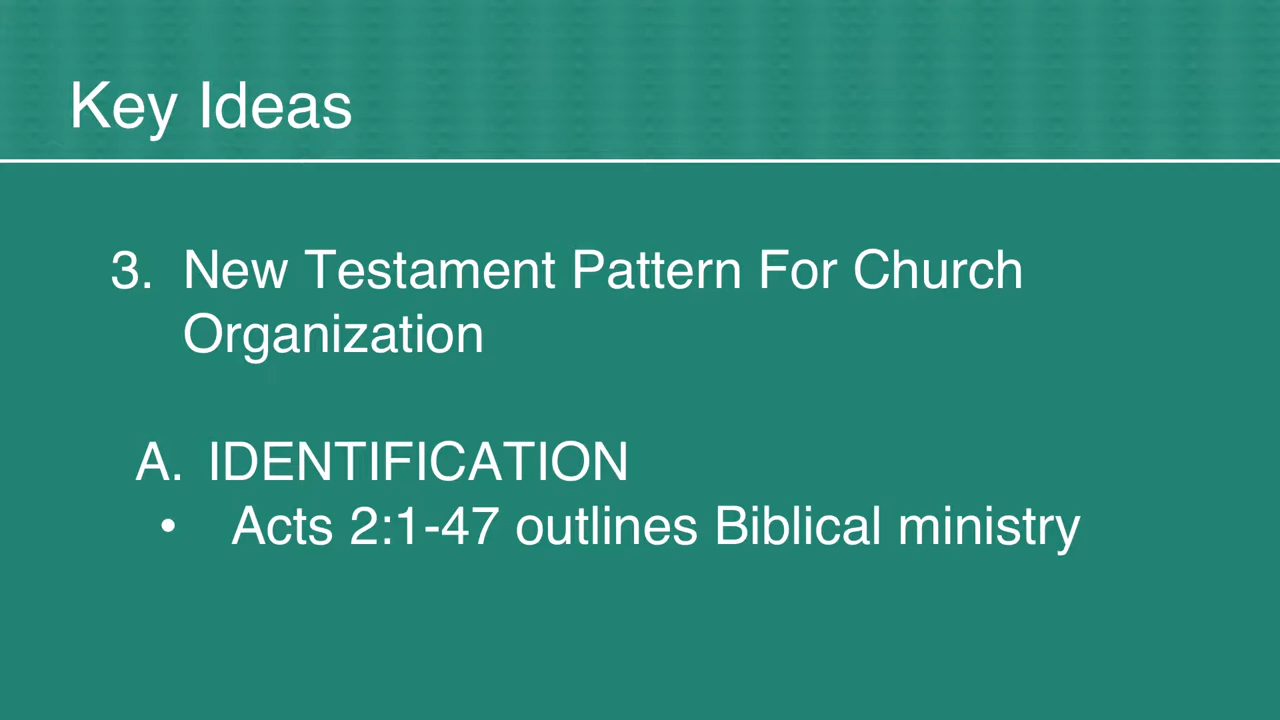 Key Ideas
3. New Testament Pattern For Church
Organization
A. IDENTIFICATION
• Acts 2:1-47 outlines Biblical ministry